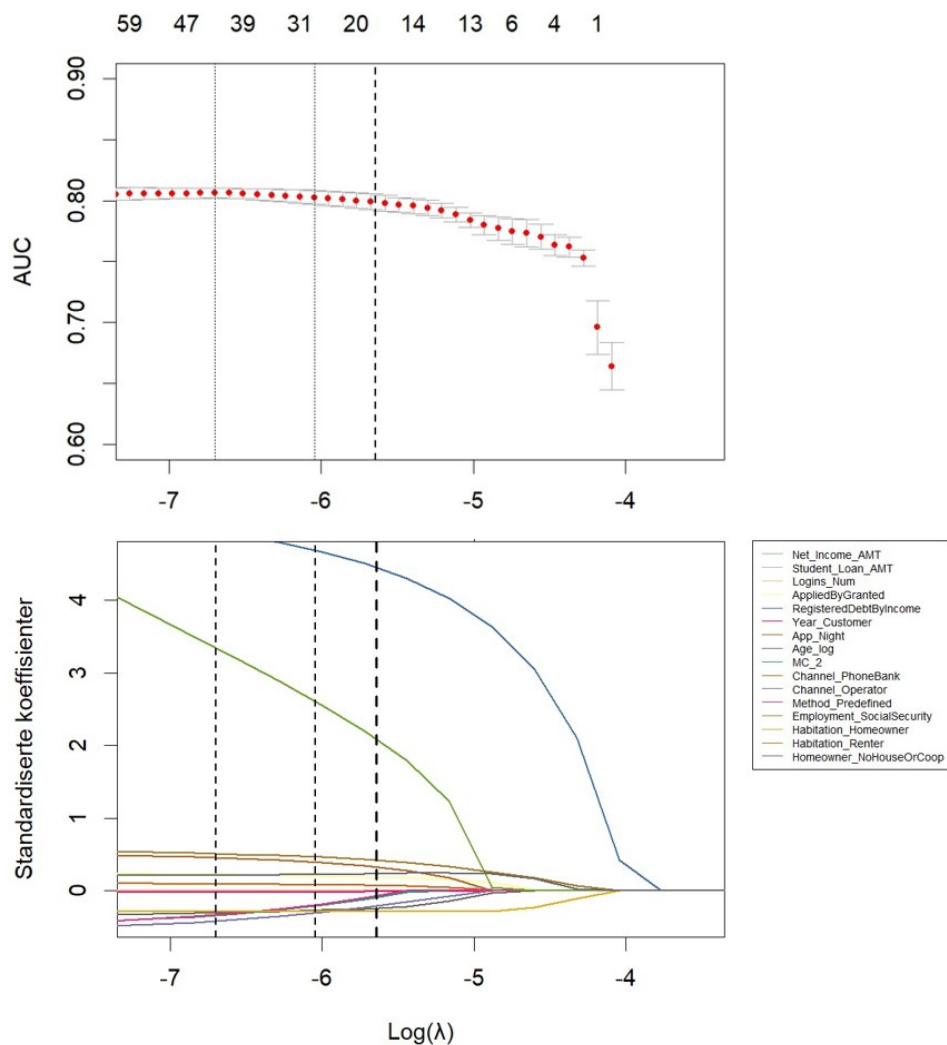 59 47 39 31 20 14 13 6 4 1
0.90
0.80
0.70
0.60
AUC
-7 -6 -5 -4
4
3
2
1
0
Standardiserte koeffisienter
-7 -6 -5 -4
Log(λ)
Net_Income_AMT
Student_Loan_AMT
Logins_Num
AppliedByGranted
RegisteredDebtByIncome
Year_Customer
App_Night
Age_log
MC_2
Channel_PhoneBank
Channel_Operator
Method_Predefined
Employment_SocialSecurity
Habitation_Homeowner
Habitation_Renter
Homeowner_NoHouseOrCoop